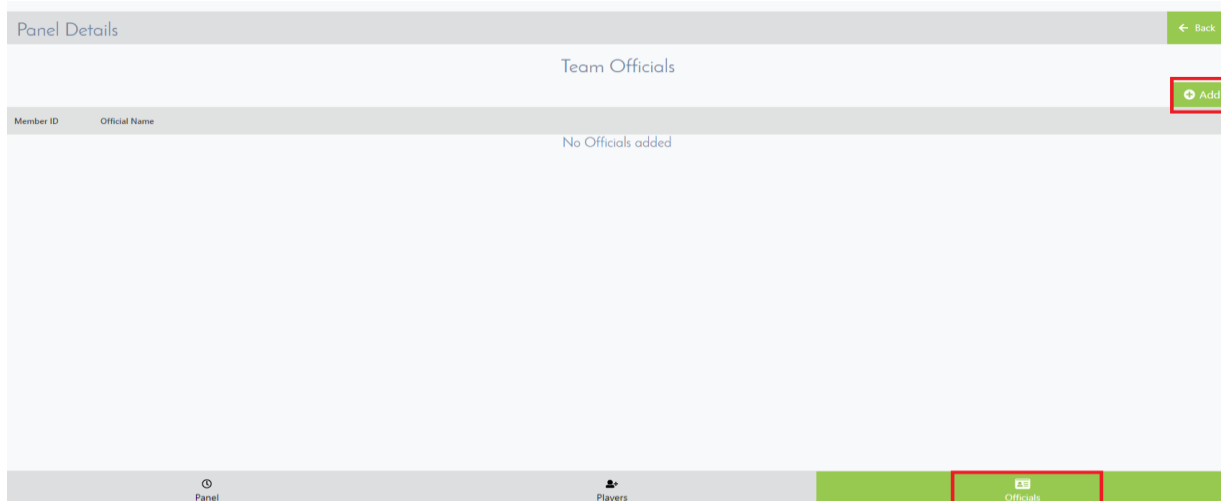 Panel Details
Back
Team Officials
Add
Member ID Official Name
No Officials added
Panel Players Officials